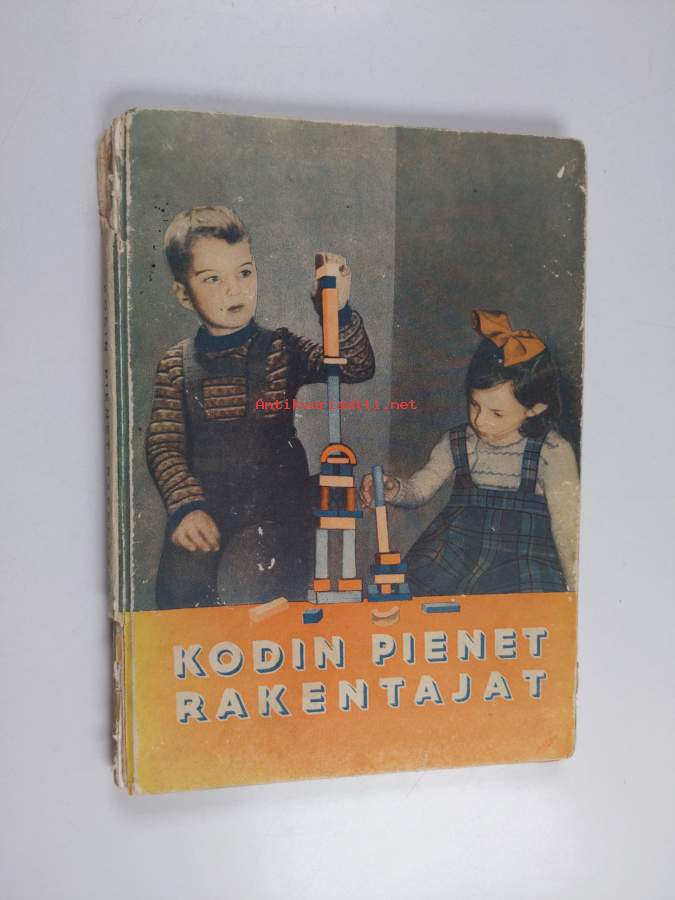 Antikvariaatti.net
KODIN PIENET
RAKENTAJAT